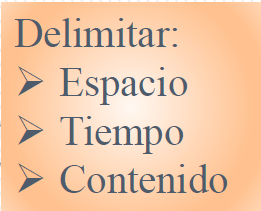 Delimitar:
➢ Espacio
➢ Tiempo
➢ Contenido